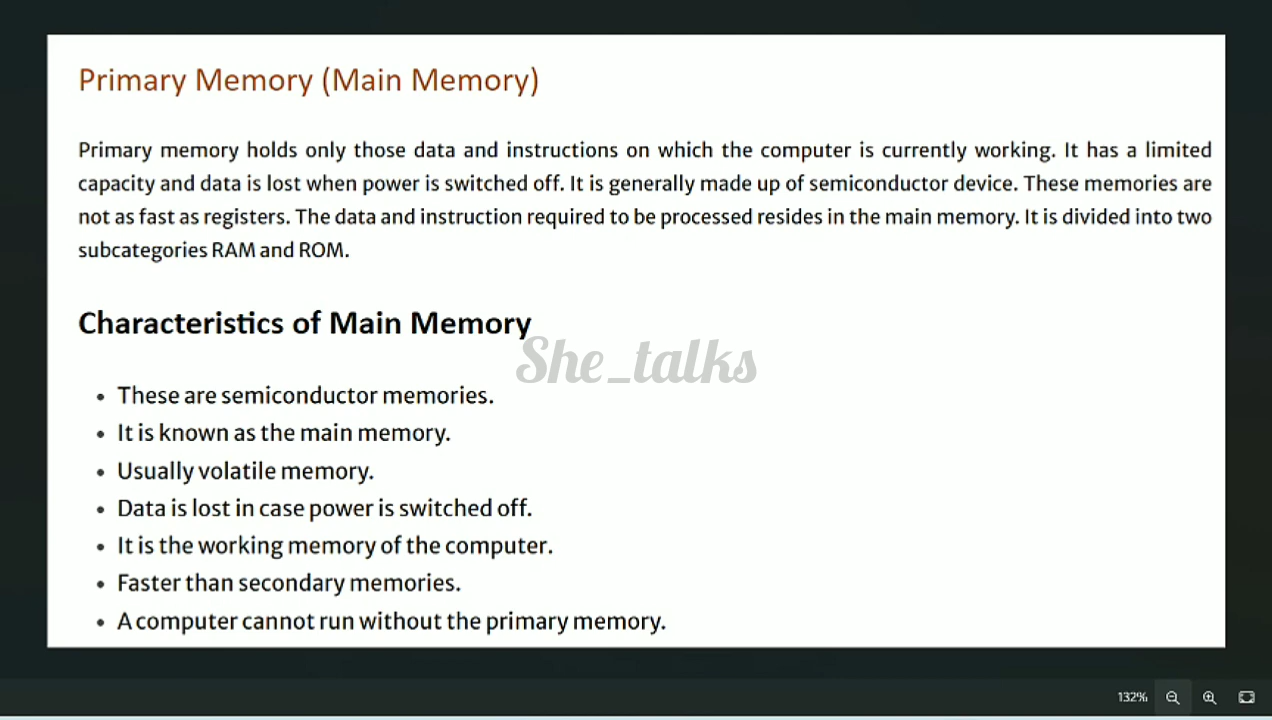 Primary Memory (Main Memory)
Primary memory holds only those data and instructions on which the computer is currently working. It has a limited
capacity and data is lost when power is switched off. It is generally made up of semiconductor device. These memories are
not as fast as registers. The data and instruction required to be processed resides in the main memory. It is divided into two
subcategories RAM and ROM.
Characteristics of Main Memory
She_talks
• These are semiconductor memories.
• It is known as the main memory.
• Usually volatile memory.
• Data is lost in case power is switched off.
• It is the working memory of the computer.
• Faster than secondary memories.
• A computer cannot run without the primary memory.
132%